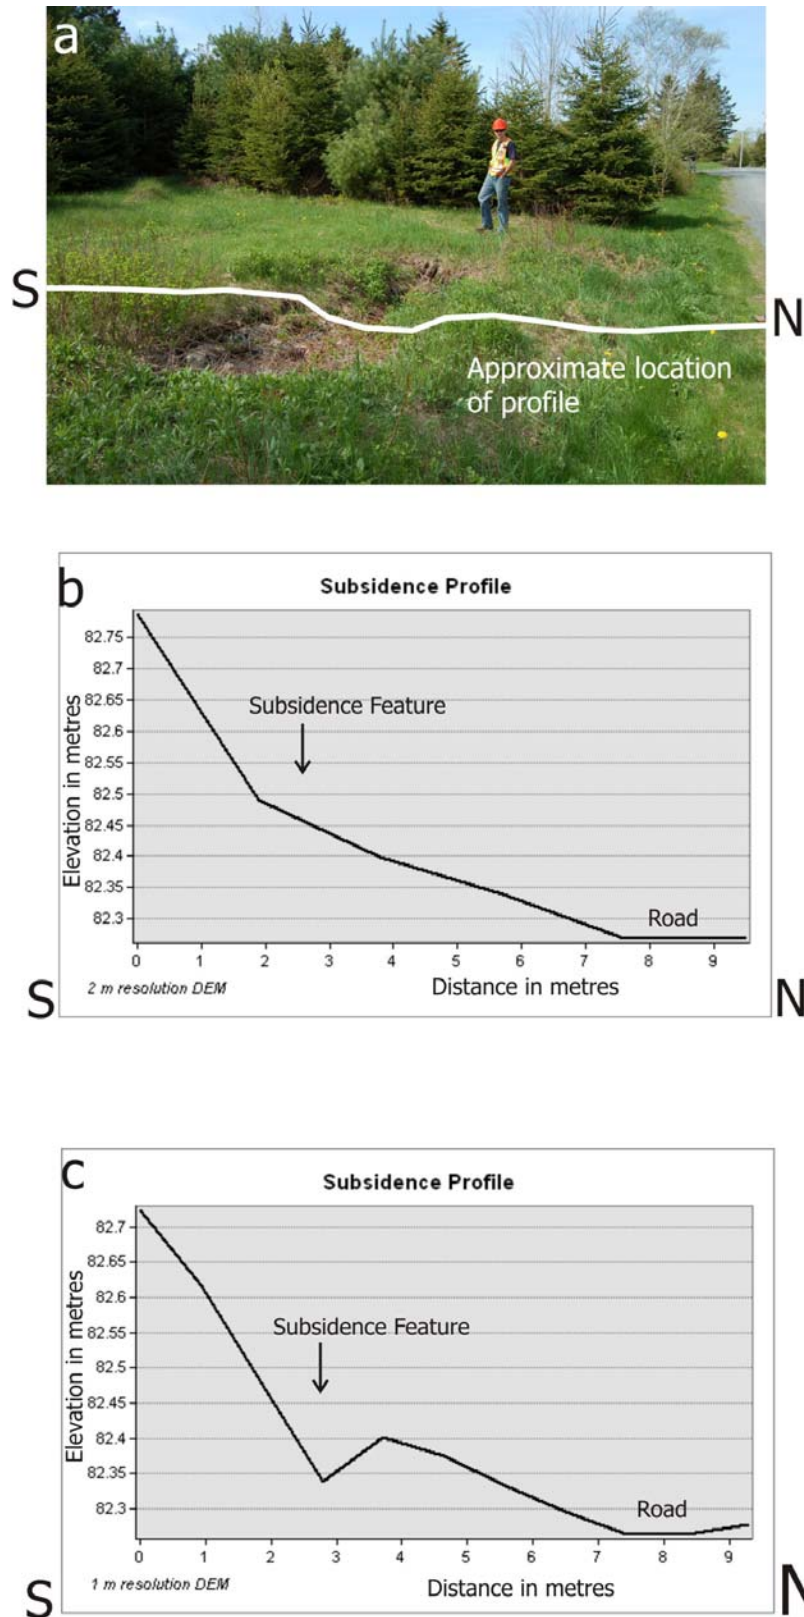 a
S
N
Approximate location
of profile
b
Subsidence Profile
Elevation in metres
82.75
82.7
82.65
82.6
82.55
82.5
82.45
82.4
82.35
82.3
Subsidence Feature
Road
0 1 2 3 4 5 6 7 8 9
2 m resolution DEM
Distance in metres
S
N
c
Subsidence Profile
Elevation in metres
82.7
82.65
82.6
82.55
82.5
82.45
82.4
82.35
82.3
Subsidence Feature
Road
0 1 2 3 4 5 6 7 8 9
1 m resolution DEM
Distance in metres
S
N